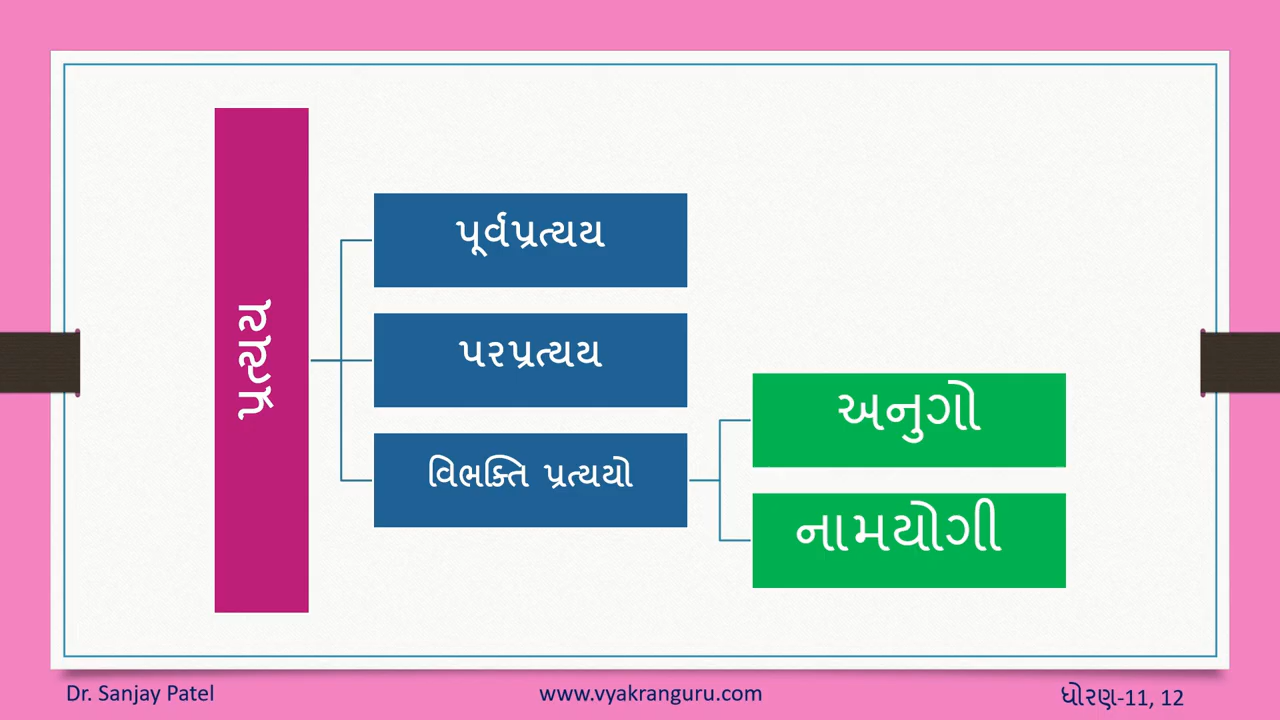 પ્રત્યય
પૂર્વપ્રત્યય
પરપ્રત્યય
વિભક્તિ પ્રત્યયો
અનુગો
નામયોગી
Dr. Sanjay Patel
www.vyakranguru.com
ધોરણ-11, 12